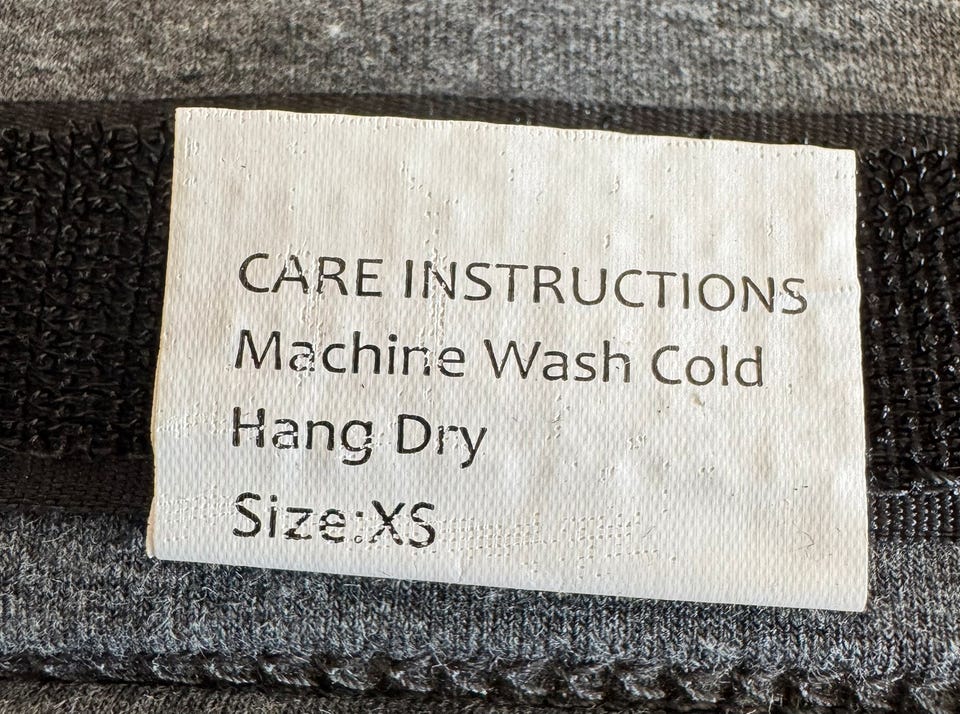 CARE INSTRUCTIONS
Machine Wash Cold
Hang Dry
Size:XS